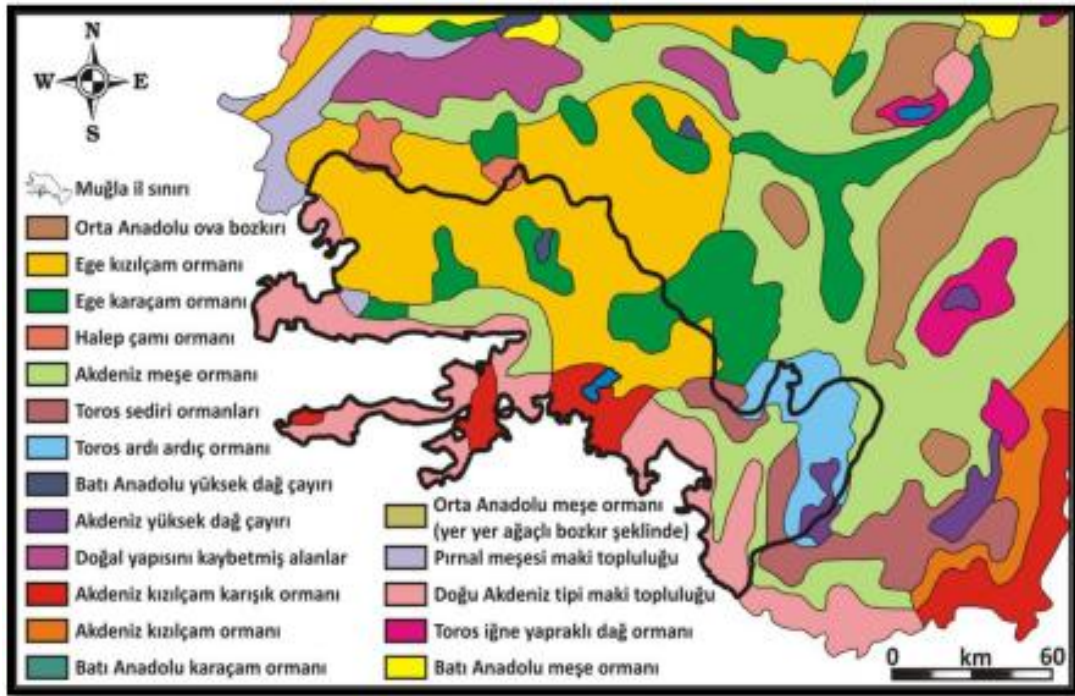 N
W E
S
Muğla il sınırı
Orta Anadolu ova bozkırı
Ege kızılçam ormanı
Ege karaçam ormanı
Halep çamı ormanı
Akdeniz meşe ormanı
Toros sediri ormanları
Toros ardı ardıç ormanı
Batı Anadolu yüksek dağ çayırı
Akdeniz yüksek dağ çayırı
Doğal yapısını kaybetmiş alanlar
Akdeniz kızılçam karışık ormanı
Akdeniz kızılçam ormanı
Batı Anadolu karaçam ormanı
Orta Anadolu meşe ormanı
(yer yer ağaçlı bozkır şeklinde)
Pırnal meşesi maki topluluğu
Doğu Akdeniz tipi maki topluluğu
Toros iğne yapraklı dağ ormanı
Batı Anadolu meşe ormanı
0 km 60